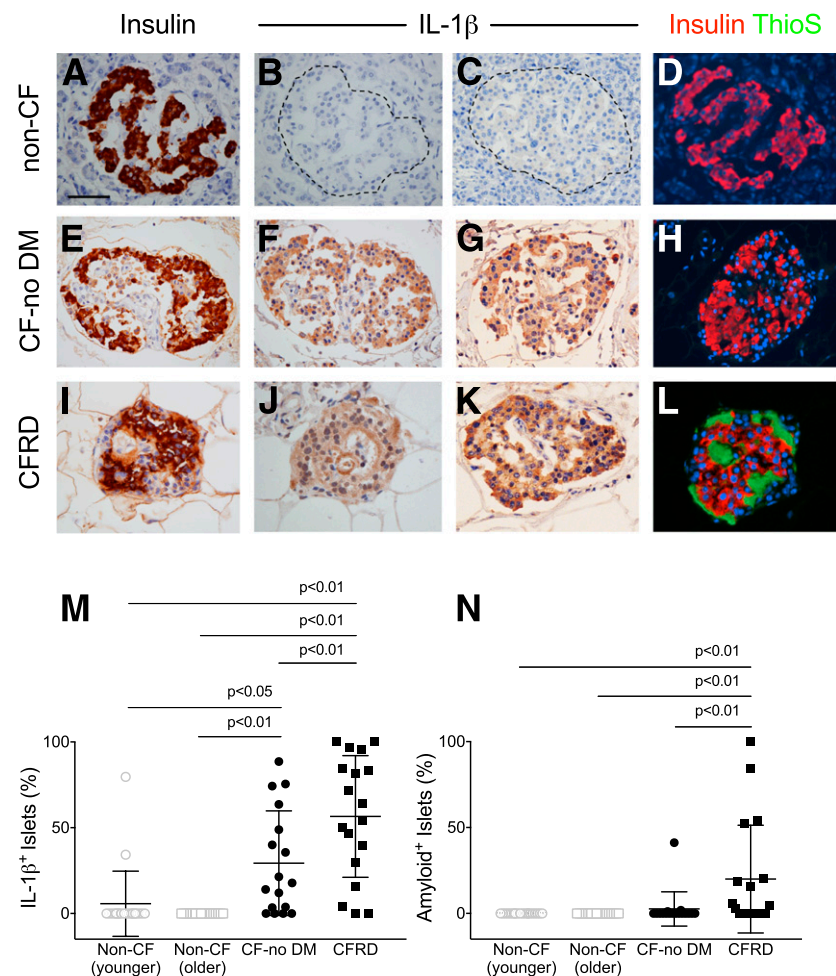 Insulin IL-1β Insulin ThioS
non-CF
A B C D
CF-no DM
E F G H
CFRD
I J K L
M
p<0.01
p<0.01
p<0.01
p<0.05
p<0.01
IL-1β+ Islets (%)
100
50
0
Non-CF (younger)
Non-CF (older)
CF-no DM
CFRD
N
p<0.01
p<0.01
p<0.01
Amyloid+ Islets (%)
100
50
0
Non-CF (younger)
Non-CF (older)
CF-no DM
CFRD